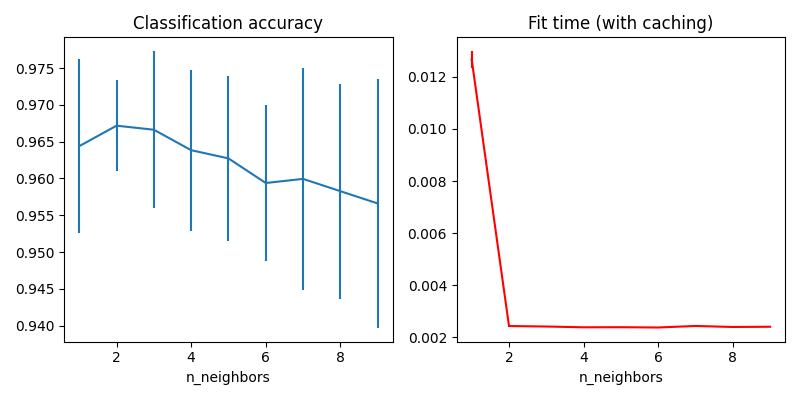 Classification accuracy
0.975
0.970
0.965
0.960
0.955
0.950
0.945
0.940
2 4 6 8
n_neighbors
Fit time (with caching)
0.012
0.010
0.008
0.006
0.004
0.002
2 4 6 8
n_neighbors